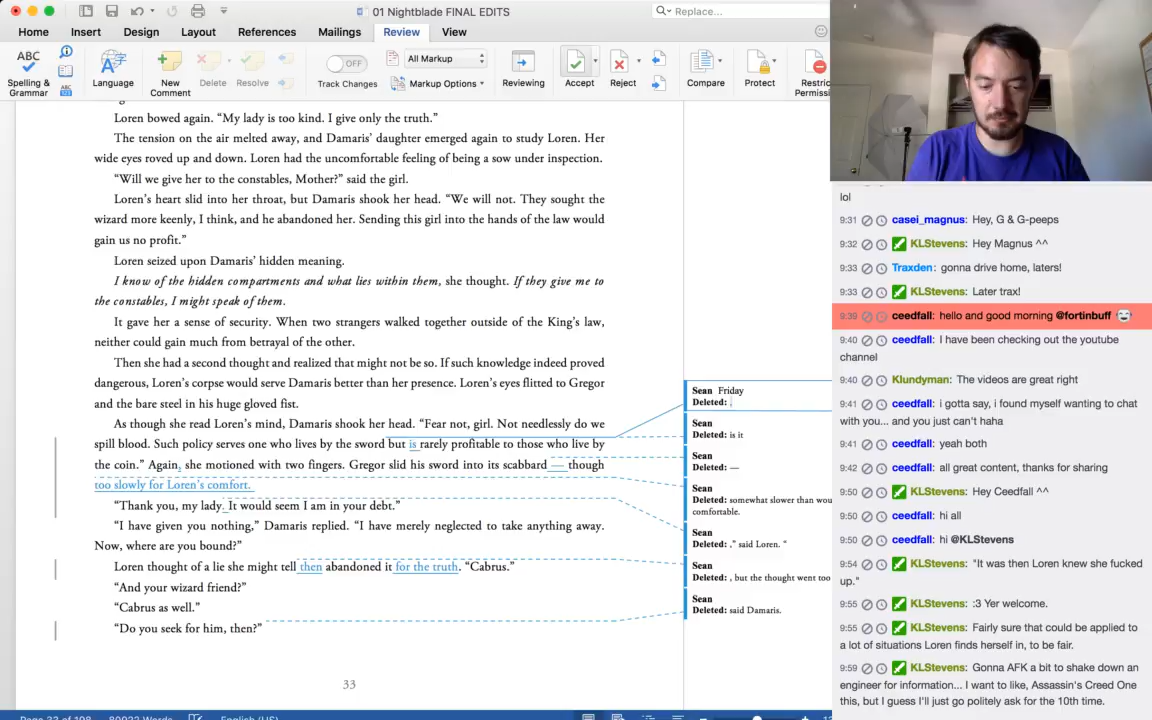 01 Nightblade FINAL EDITS
Replace...
Home Insert Design Layout References Mailings Review View
ABC
Spelling & Grammar
ABC 123
Language
New Comment
Delete
Resolve
OFF
Track Changes
All Markup
Markup Options
Reviewing
Accept
Reject
Compare
Protect
Restric
Permissi
Loren bowed again. “My lady is too kind. I give only the truth.”
The tension on the air melted away, and Damaris’ daughter emerged again to study Loren. Her
wide eyes roved up and down. Loren had the uncomfortable feeling of being a sow under inspection.
“Will we give her to the constables, Mother?” said the girl.
Loren’s heart slid into her throat, but Damaris shook her head. “We will not. They sought the
wizard more keenly, I think, and he abandoned her. Sending this girl into the hands of the law would
gain us no profit.”
Loren seized upon Damaris’ hidden meaning.
I know of the hidden compartments and what lies within them, she thought. If they give me to
the constables, I might speak of them.
It gave her a sense of security. When two strangers walked together outside of the King’s law,
neither could gain much from betrayal of the other.
Then she had a second thought and realized that might not be so. If such knowledge indeed proved
dangerous, Loren’s corpse would serve Damaris better than her presence. Loren’s eyes flitted to Gregor
and the bare steel in his huge gloved fist.
As though she read Loren’s mind, Damaris shook her head. “Fear not, girl. Not needlessly do we
spill blood. Such policy serves one who lives by the sword but is rarely profitable to those who live by
the coin.” Again, she motioned with two fingers. Gregor slid his sword into its scabbard — though
too slowly for Loren’s comfort.
“Thank you, my lady. It would seem I am in your debt.”
“I have given you nothing,” Damaris replied. “I have merely neglected to take anything away.
Now, where are you bound?”
Loren thought of a lie she might tell then abandoned it for the truth. “Cabrus.”
“And your wizard friend?”
“Cabrus as well.”
“Do you seek for him, then?”
33
Sean Friday
Deleted: ,
Sean
Deleted: is it
Sean
Deleted: —
Sean
Deleted: somewhat slower than wou
comfortable.
Sean
Deleted: ,” said Loren. “
Sean
Deleted: , but the thought went too
Sean
Deleted: said Damaris.
Page 33 of 198 80922 Words English (US)
lol
9:31 casei_magnus: Hey, G & G-peeps
9:32 KLStevens: Hey Magnus ^^
9:33 Traxden: gonna drive home, laters!
9:33 KLStevens: Later trax!
9:39 ceedfall: hello and good morning @fortinbuff
9:40 ceedfall: I have been checking out the youtube
channel
9:40 Klundyman: The videos are great right
9:41 ceedfall: i gotta say, i found myself wanting to chat
with you... and you just can't haha
9:41 ceedfall: yeah both
9:42 ceedfall: all great content, thanks for sharing
9:50 KLStevens: Hey Ceedfall ^^
9:50 ceedfall: hi all
9:50 ceedfall: hi @KLStevens
9:54 KLStevens: "It was then Loren knew she fucked
up."
9:55 KLStevens: :3 Yer welcome.
9:55 KLStevens: Fairly sure that could be applied to
a lot of situations Loren finds herself in, to be fair.
9:59 KLStevens: Gonna AFK a bit to shake down an
engineer for information... I want to like, Assassin's Creed One
this, but I guess I'll just go politely ask for the 10th time.